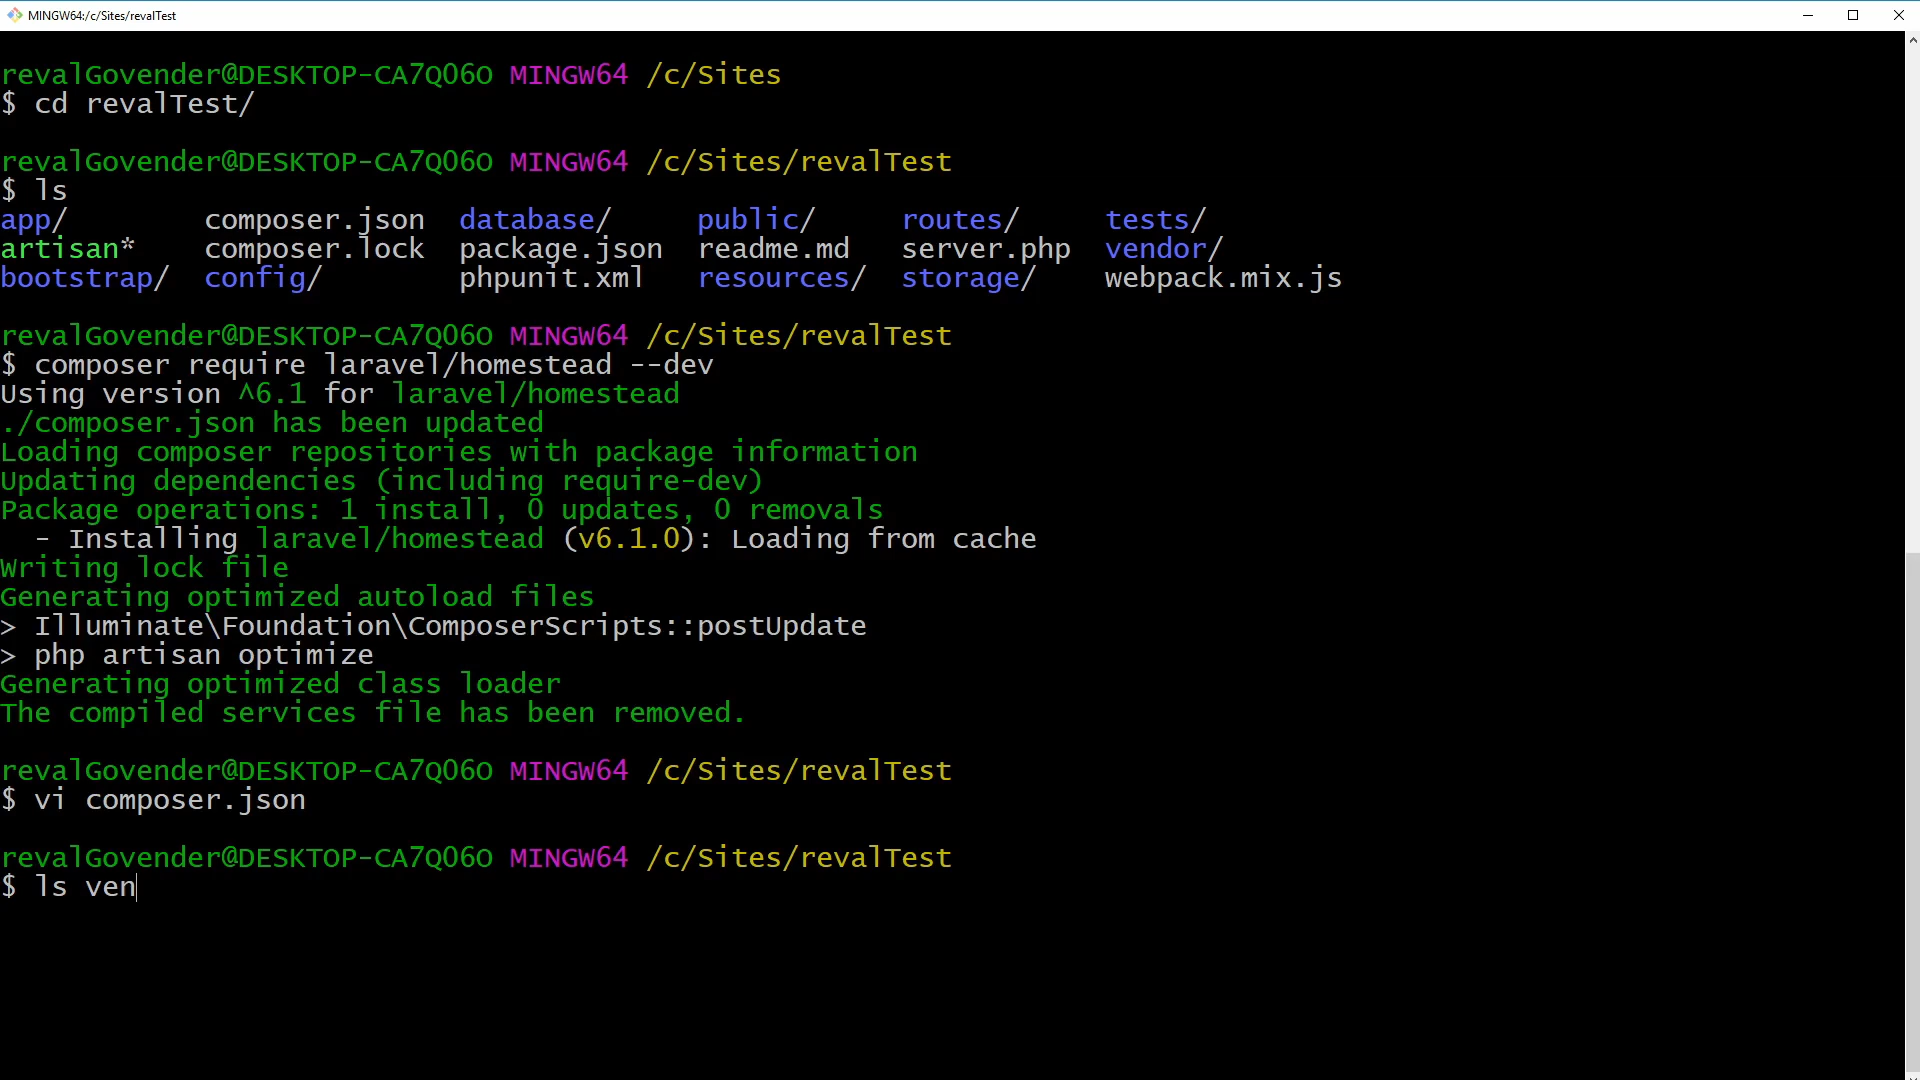 MINGW64:/c/Sites/revalTest
revalGovender@DESKTOP-CA7Q06O MINGW64 /c/Sites
$ cd revalTest/
revalGovender@DESKTOP-CA7Q06O MINGW64 /c/Sites/revalTest
$ ls
app/ composer.json database/ public/ routes/ tests/
artisan* composer.lock package.json readme.md server.php vendor/
bootstrap/ config/ phpunit.xml resources/ storage/ webpack.mix.js
revalGovender@DESKTOP-CA7Q06O MINGW64 /c/Sites/revalTest
$ composer require laravel/homestead --dev
Using version ^6.1 for laravel/homestead
./composer.json has been updated
Loading composer repositories with package information
Updating dependencies (including require-dev)
Package operations: 1 install, 0 updates, 0 removals
- Installing laravel/homestead (v6.1.0): Loading from cache
Writing lock file
Generating optimized autoload files
> Illuminate\Foundation\ComposerScripts::postUpdate
> php artisan optimize
Generating optimized class loader
The compiled services file has been removed.
revalGovender@DESKTOP-CA7Q06O MINGW64 /c/Sites/revalTest
$ vi composer.json
revalGovender@DESKTOP-CA7Q06O MINGW64 /c/Sites/revalTest
$ ls ven